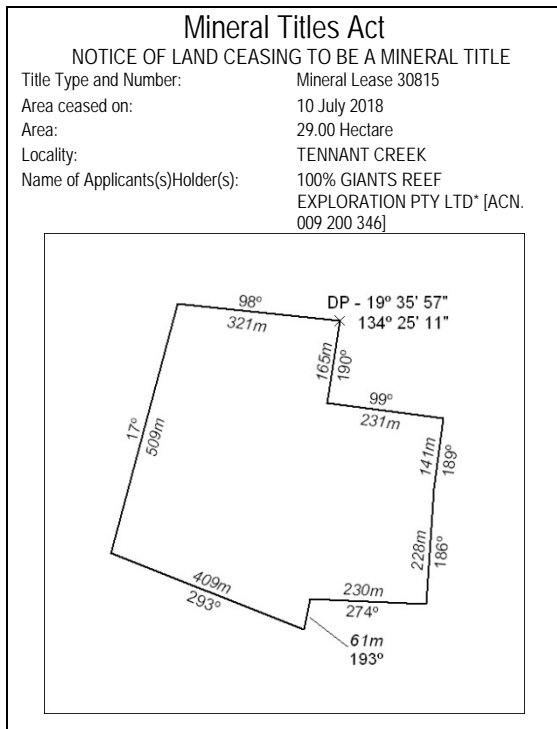 Mineral Titles Act
NOTICE OF LAND CEASING TO BE A MINERAL TITLE
Title Type and Number: Mineral Lease 30815
Area ceased on: 10 July 2018
Area: 29.00 Hectare
Locality: TENNANT CREEK
Name of Applicants(s)Holder(s): 100% GIANTS REEF
EXPLORATION PTY LTD* [ACN.
009 200 346]
98º
321m
DP - 19º 35' 57"
134º 25' 11"
165m
190º
99º
231m
141m
189º
228m
186º
230m
274º
61m
193º
409m
293º
17º
509m